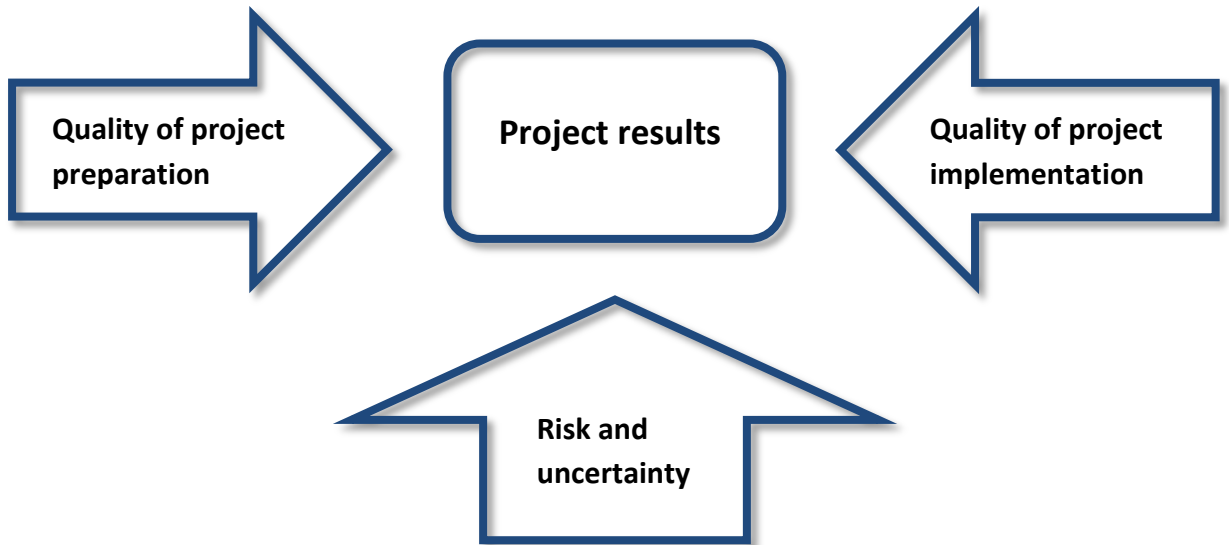 Quality of project
preparation
Project results
Quality of project
implementation
Risk and
uncertainty